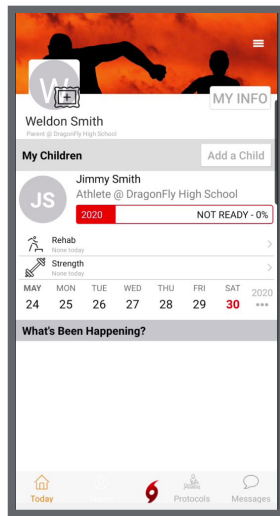 W
MY INFO
Weldon Smith
Parent @ DragonFly High School
My Children
Add a Child
JS
Jimmy Smith
Athlete @ DragonFly High School
2020 NOT READY - 0%
Rehab
None today
Strength
None today
MAY MON TUE WED THU FRI SAT 2020
24 25 26 27 28 29 30
What's Been Happening?
Today Protocols Messages